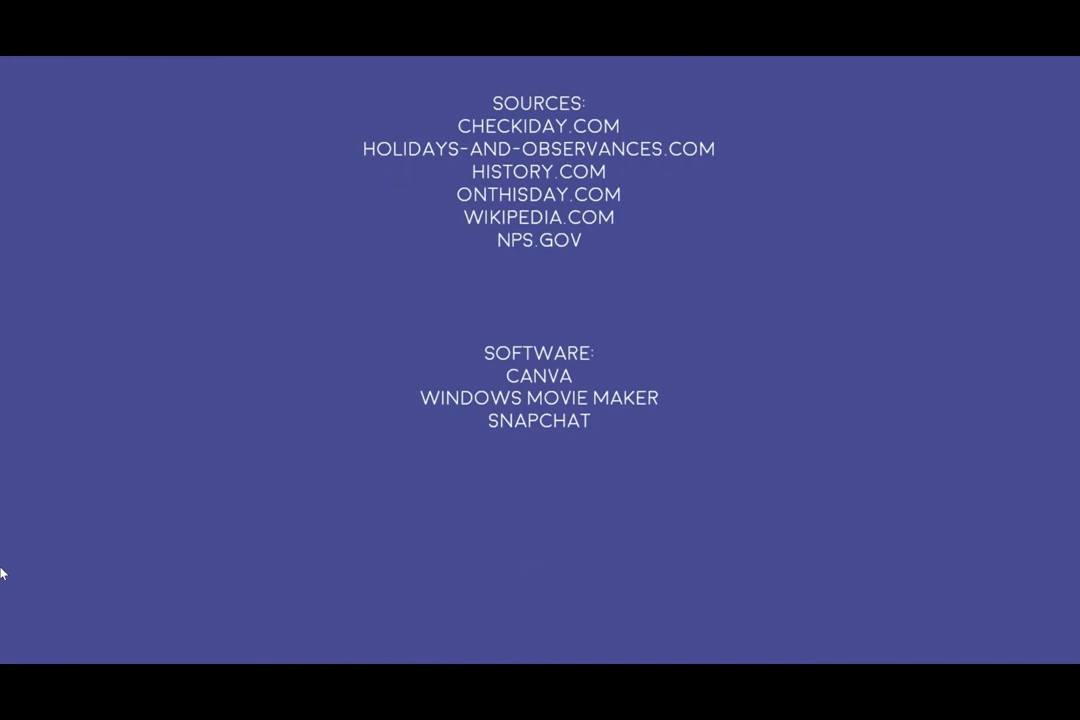 SOURCES:
CHECKIDAY.COM
HOLIDAYS-AND-OBSERVANCES.COM
HISTORY.COM
ONTHISDAY.COM
WIKIPEDIA.COM
NPS.GOV
SOFTWARE:
CANVA
WINDOWS MOVIE MAKER
SNAPCHAT